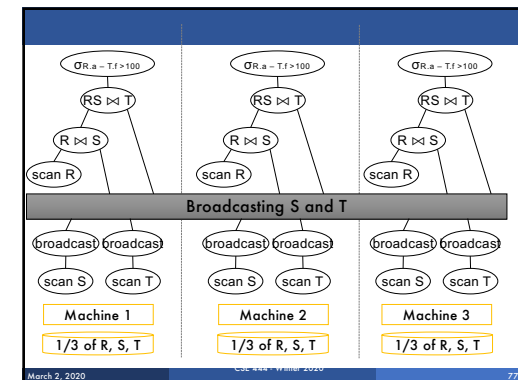 σR.a – T.f >100 σR.a – T.f >100 σR.a – T.f >100
RS ⋈ T RS ⋈ T RS ⋈ T
R ⋈ S R ⋈ S R ⋈ S
scan R scan R scan R
Broadcasting S and T
broadcast broadcast broadcast broadcast broadcast broadcast
scan S scan T scan S scan T scan S scan T
Machine 1 Machine 2 Machine 3
1/3 of R, S, T 1/3 of R, S, T 1/3 of R, S, T
March 2, 2020 CSE 444 - Winter 2020 77